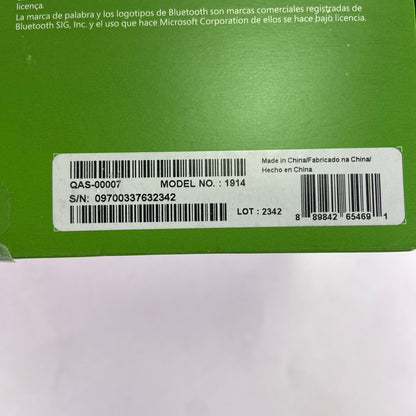 licença.
La marca de palabra y los logotipos de Bluetooth son marcas comerciales registradas de
Bluetooth SIG, Inc. y el uso que hace Microsoft Corporation de ellos se hace bajo licencia.
QAS-00007 MODEL NO. : 1914
S/N: 09700337632342
Made in China/Fabricado na China/
Hecho en China
LOT : 2342
8 89842 65469 1